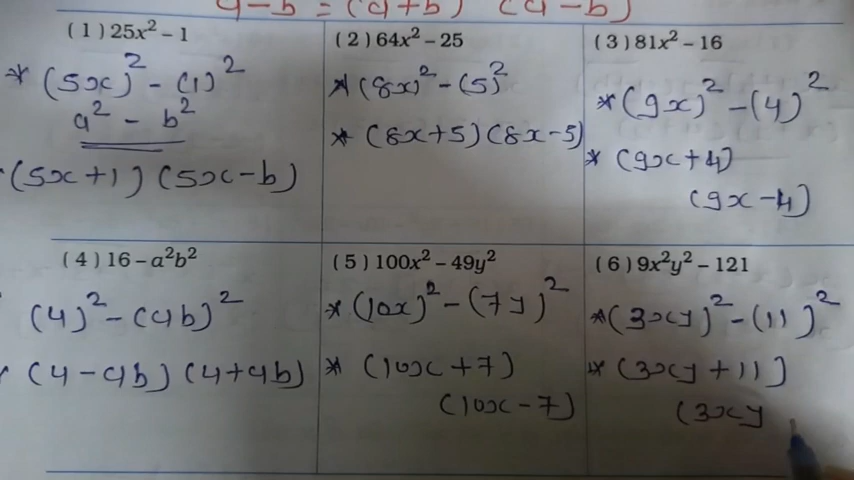 a - b = (a+b) (a-b)
(1) 25x² - 1
* (5x)² - (1)²
a² - b²
(5x+1) (5x-b)
(2) 64x² - 25
* (8x)² - (5)²
* (8x+5) (8x-5)
(3) 81x² - 16
* (9x)² - (4)²
* (9x+4)
(9x-4)
(4) 16 - a²b²
(4)² - (ab)²
(4-ab) (4+ab)
(5) 100x² - 49y²
* (10x)² - (7y)²
* (10x+7)
(10x-7)
(6) 9x²y² - 121
* (3xy)² - (11)²
* (3xy+11)
(3xy